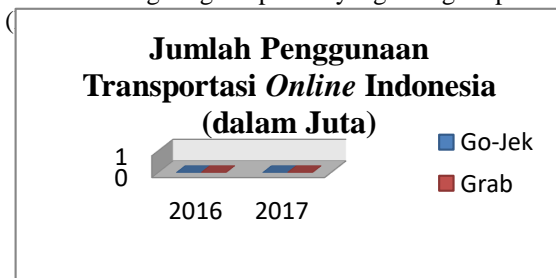 (
Jumlah Penggunaan
Transportasi Online Indonesia
(dalam Juta)
1
0
2016 2017
Go-Jek
Grab